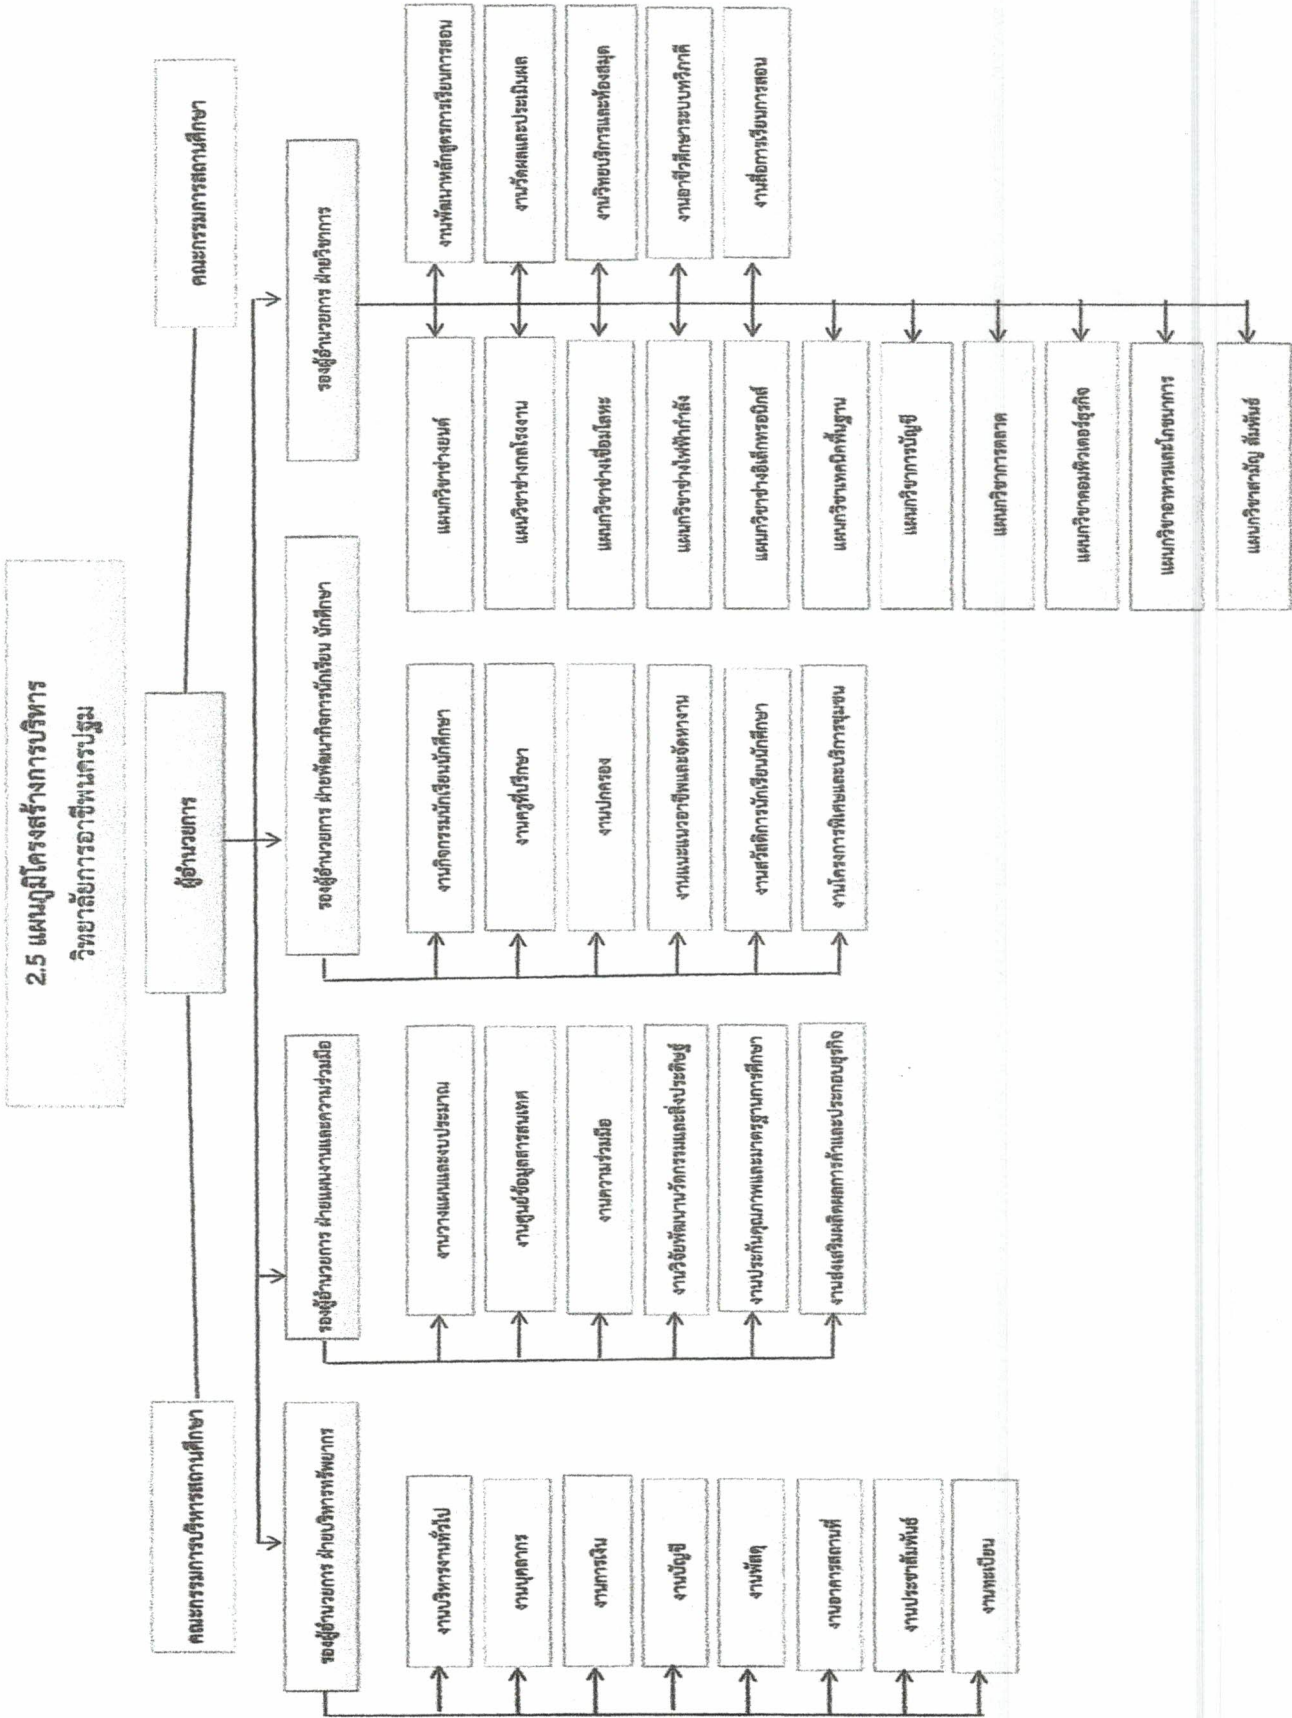 2.5 แผนภูมิโครงสร้างการบริหาร
วิทยาลัยการอาชีพนครปฐม
คณะกรรมการบริหารสถานศึกษา
ผู้อำนวยการ
คณะกรรมการสถานศึกษา
รองผู้อำนวยการ ฝ่ายบริหารทรัพยากร
รองผู้อำนวยการ ฝ่ายแผนงานและความร่วมมือ
รองผู้อำนวยการ ฝ่ายพัฒนากิจการนักเรียน นักศึกษา
รองผู้อำนวยการ ฝ่ายวิชาการ
งานบริหารงานทั่วไป
งานบุคลากร
งานการเงิน
งานบัญชี
งานพัสดุ
งานอาคารสถานที่
งานประชาสัมพันธ์
งานทะเบียน
งานวางแผนและงบประมาณ
งานศูนย์ข้อมูลสารสนเทศ
งานความร่วมมือ
งานวิจัยพัฒนานวัตกรรมและสิ่งประดิษฐ์
งานประกันคุณภาพและมาตรฐานการศึกษา
งานส่งเสริมผลิตผลการค้าและประกอบธุรกิจ
งานกิจกรรมนักเรียนนักศึกษา
งานครูที่ปรึกษา
งานปกครอง
งานแนะแนวอาชีพและจัดหางาน
งานสวัสดิการนักเรียนนักศึกษา
งานโครงการพิเศษและบริการชุมชน
แผนกวิชาช่างยนต์
แผนวิชาช่างกลโรงงาน
แผนกวิชาช่างเชื่อมโลหะ
แผนกวิชาช่างไฟฟ้ากำลัง
แผนกวิชาช่างอิเล็กทรอนิกส์
แผนกวิชาเทคนิคพื้นฐาน
แผนกวิชาการบัญชี
แผนกวิชาการตลาด
แผนกวิชาคอมพิวเตอร์ธุรกิจ
แผนกวิชาอาหารและโภชนาการ
แผนกวิชาสามัญ สัมพันธ์
งานพัฒนาหลักสูตรการเรียนการสอน
งานวัดผลและประเมินผล
งานวิทยบริการและห้องสมุด
งานอาชีวศึกษาระบบทวิภาคี
งานสื่อการเรียนการสอน